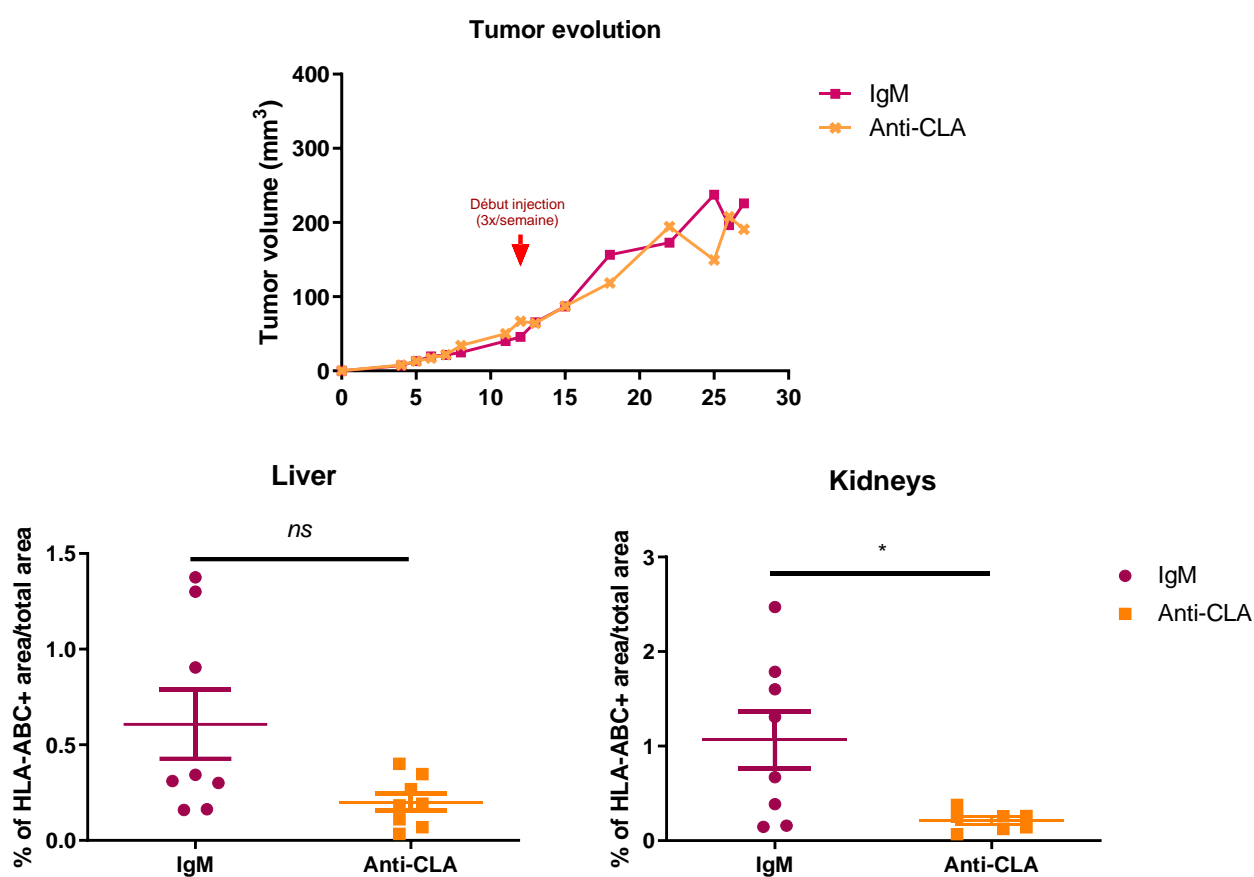 Tumor evolution
400
300
200
100
0
Tumor volume (mm³)
0 5 10 15 20 25 30
Début injection
(3x/semaine)
IgM
Anti-CLA
Liver
ns
1.5
1.0
0.5
0.0
% of HLA-ABC+ area/total area
IgM Anti-CLA
Kidneys
*
3
2
1
0
% of HLA-ABC+ area/total area
IgM Anti-CLA
IgM
Anti-CLA